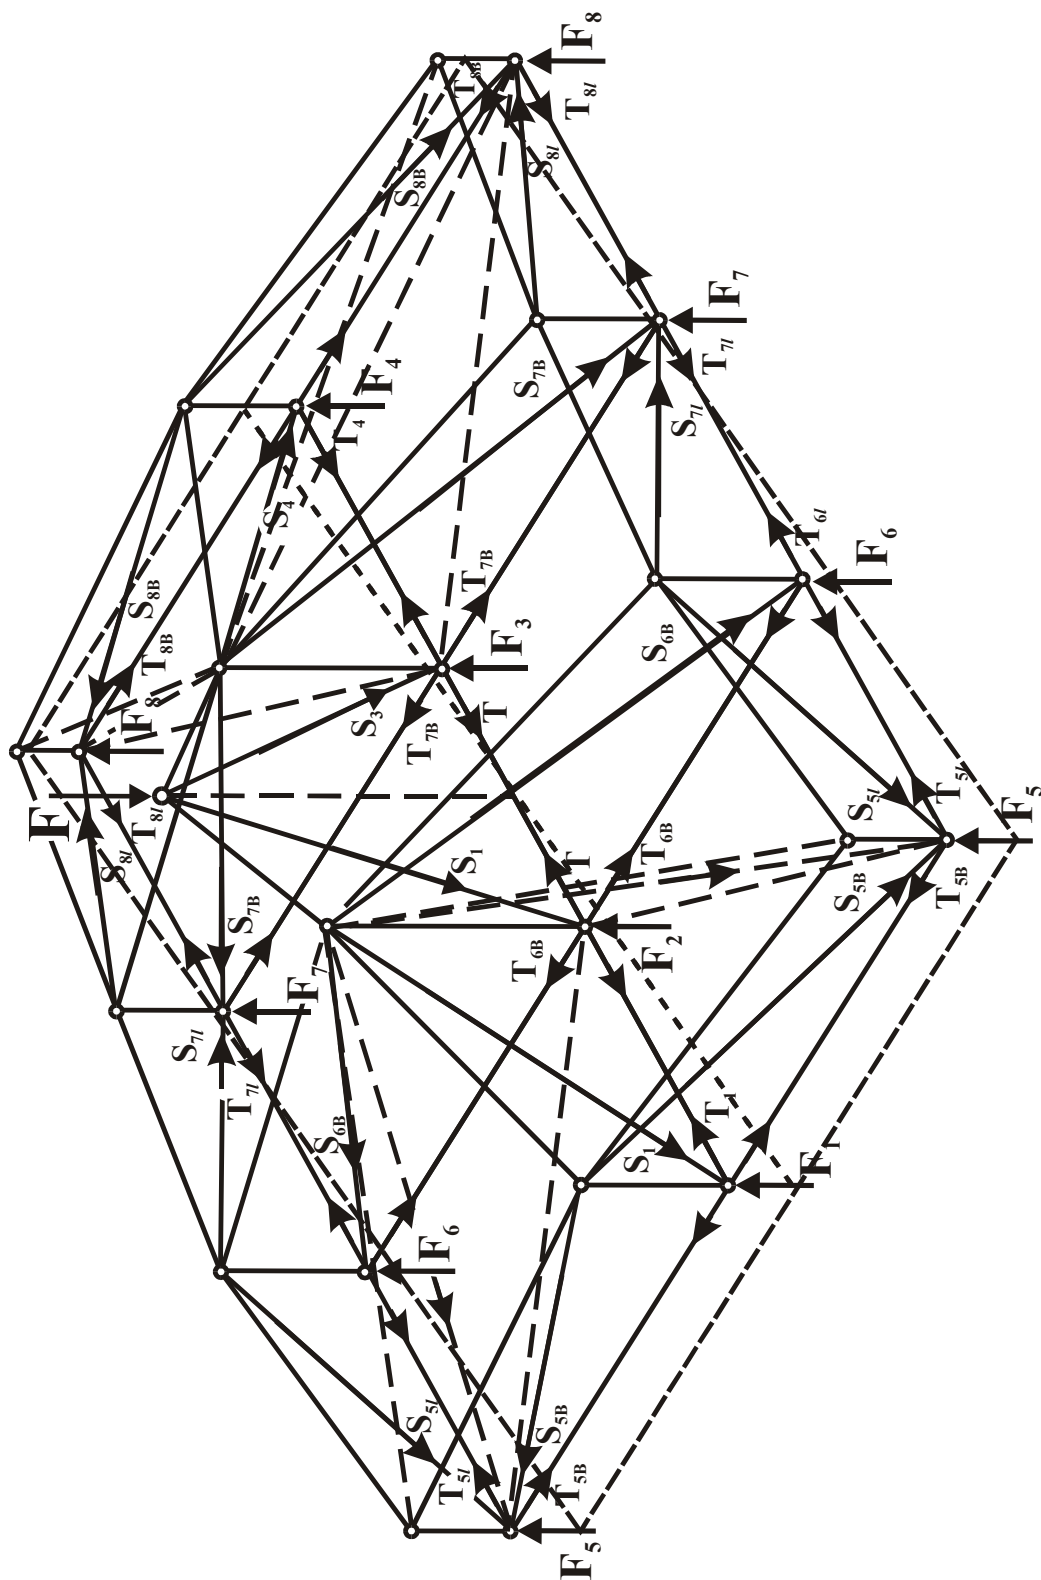 F₈
T₈B
T₈l
S₈B
S₈l
F₇
T₇l
S₇B
S₇l
F₄
T₄
S₄
T₆l
F₆
S₆B
T₇B
F₃
S₈B
T₈B
F₈
S₃
T₇B
T
F
T₈l
S₈l
S₁
T
T₆B
S₅l
T₅l
F₅
S₅B
T₅B
S₇B
F₇
T₆B
F₂
S₇l
T₇l
S₆B
S₁
T₁
F₁
F₆
S₅l
T₅l
S₅B
T₅B
F₅